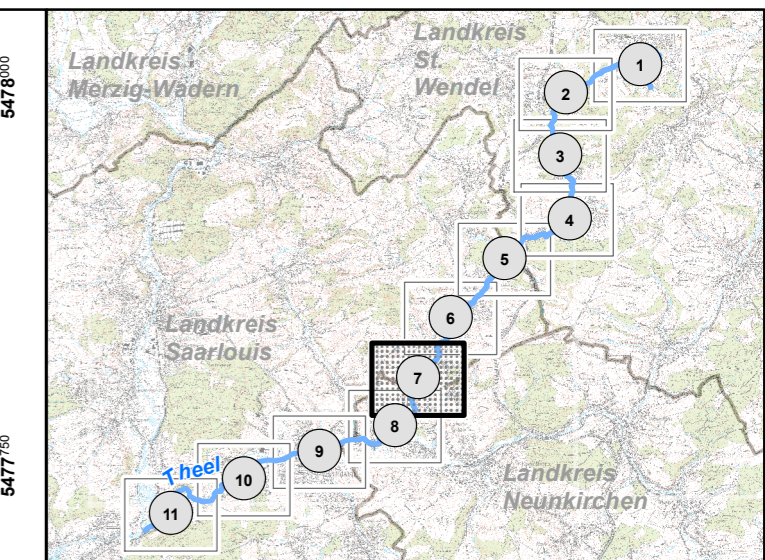 5478000
5477750
Landkreis
Merzig-Wadern
Landkreis
St.
Wendel
Landkreis
Saarlouis
Landkreis
Neunkirchen
Theel
1
2
3
4
5
6
7
8
9
10
11